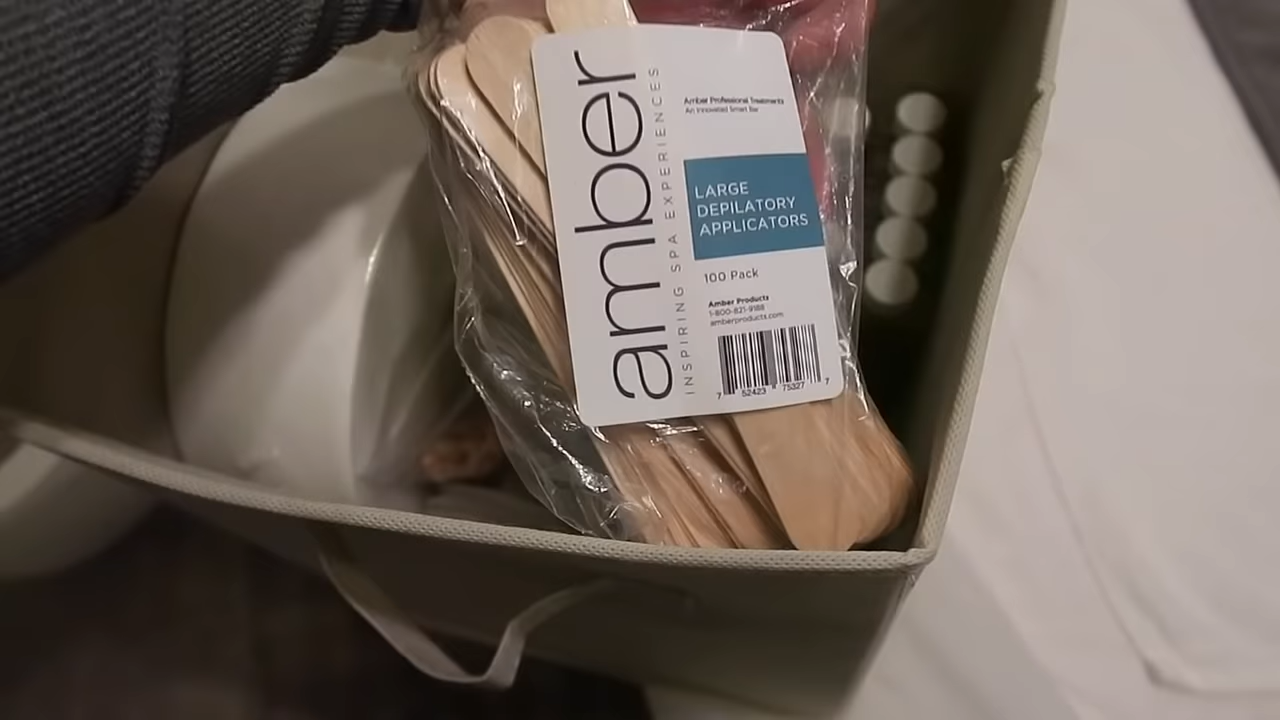 amber
INSPIRING SPA EXPERIENCES
Amber Professional Treatments
An Innovated Smart Bar
LARGE
DEPILATORY
APPLICATORS
100 Pack
Amber Products
1-800-821-9188
amberproducts.com
7 52423 75327 7